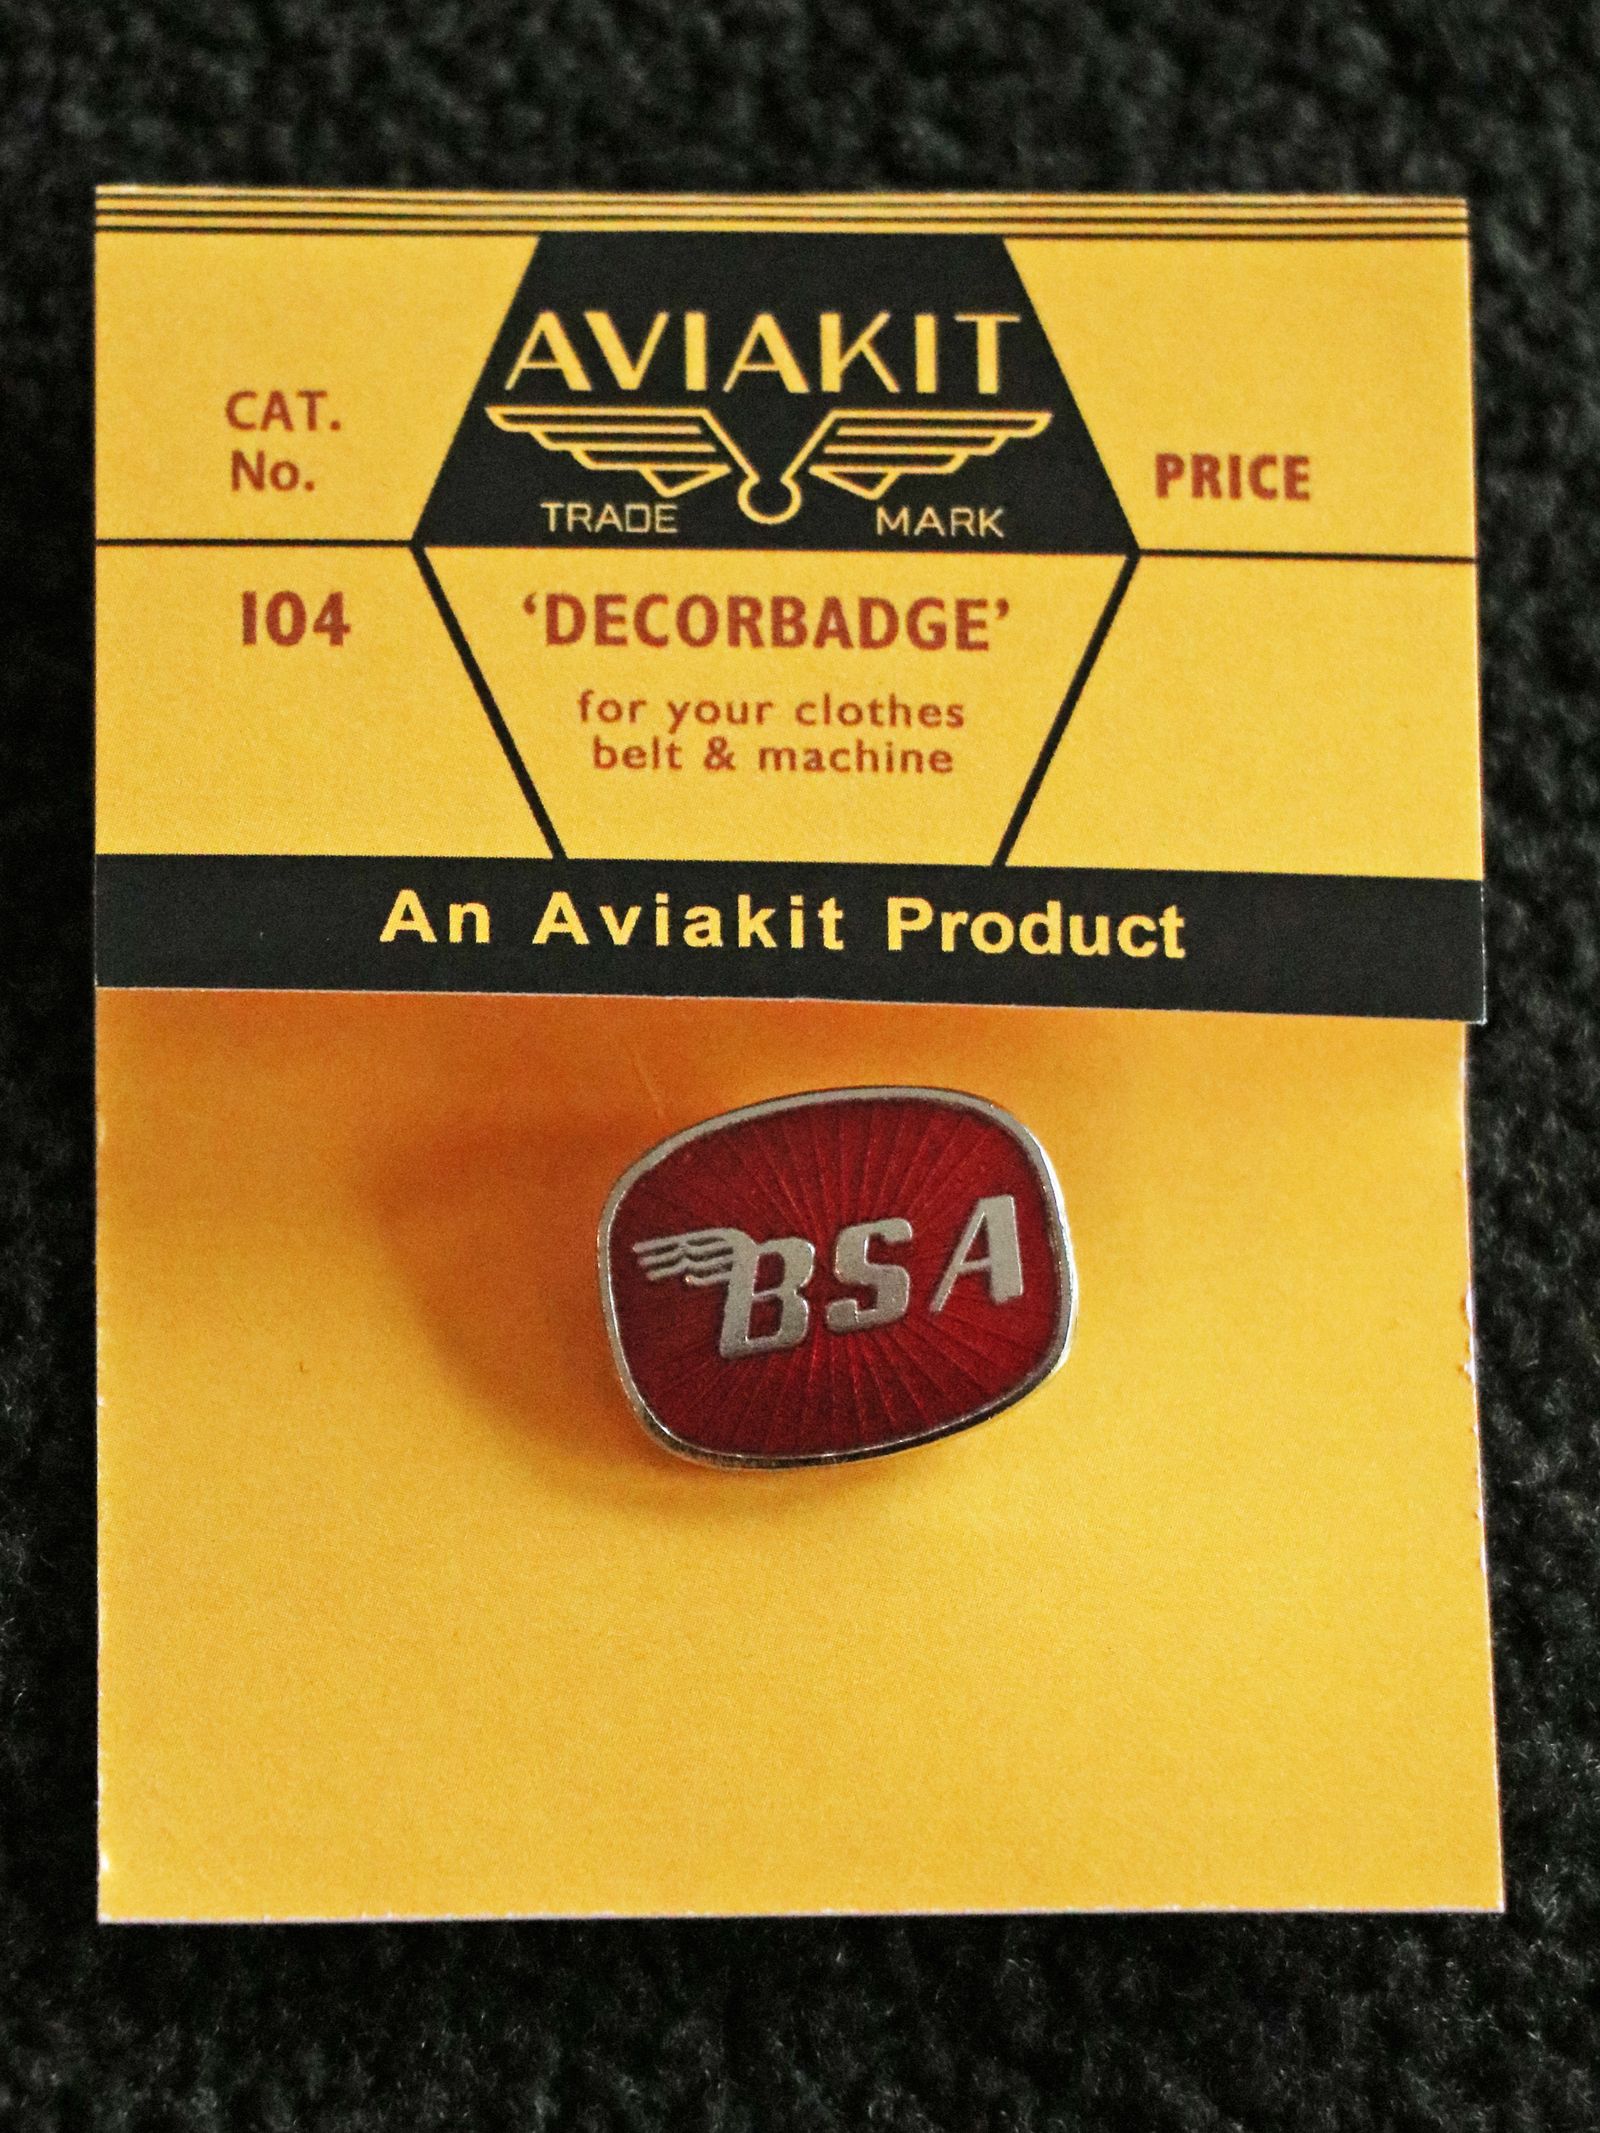 AVIAKIT
TRADE MARK
CAT.
No.
PRICE
104
‘DECORBADGE’
for your clothes
belt & machine
An Aviakit Product
BSA